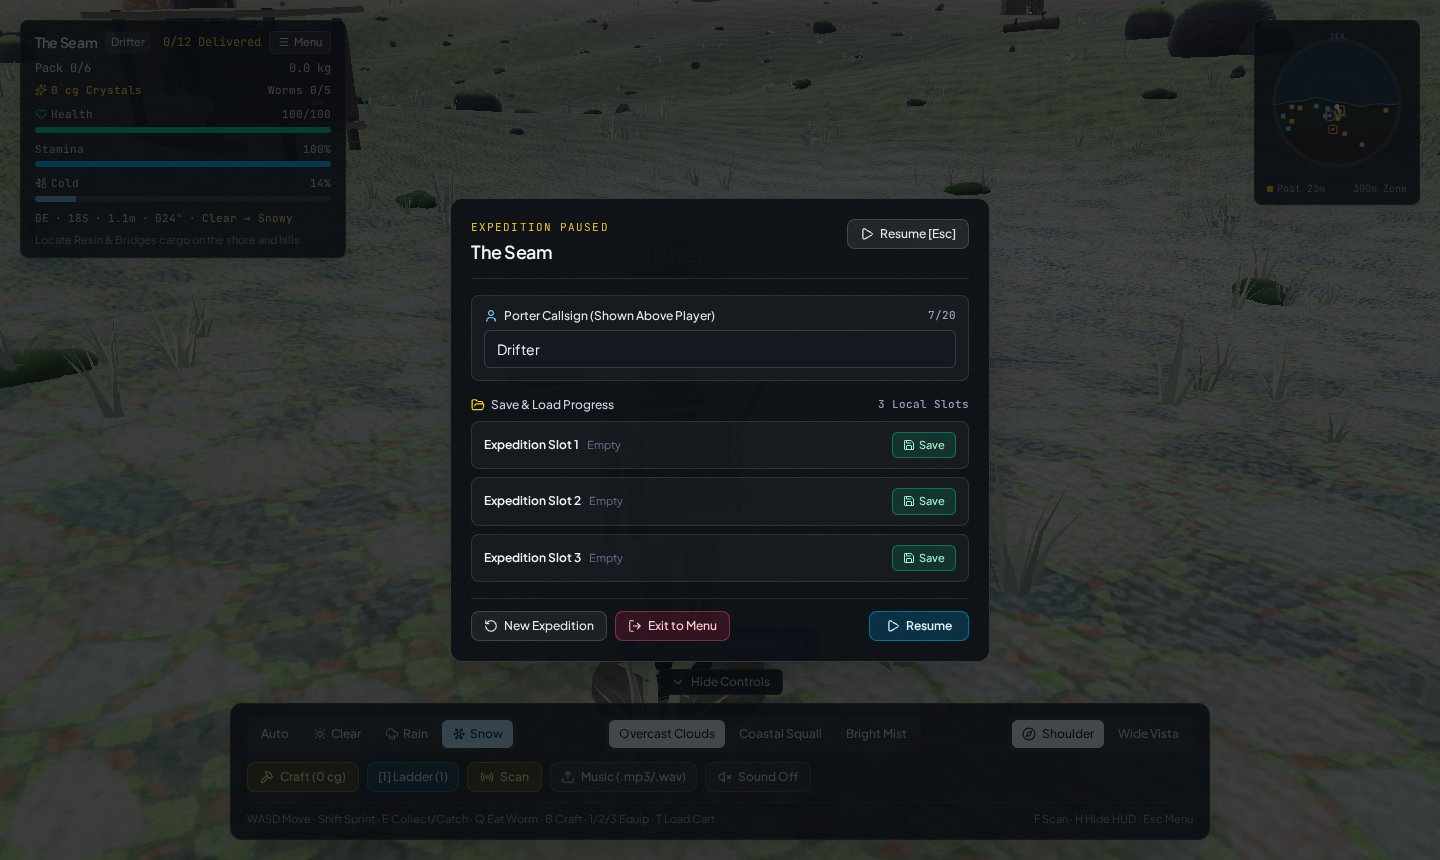 The Seam Drifter 0/12 Delivered ☰ Menu
Pack 0/6 0.0 kg
0 cg Crystals Worms 0/5
Health 100/100
Stamina 100%
Cold 14%
0E · 18S · 1.1m · 024° · Clear → Snowy
Locate Resin & Bridges cargo on the shore and hills
SEA
Post 23m 300m Zone
EXPEDITION PAUSED
The Seam
Resume [Esc]
Porter Callsign (Shown Above Player) 7/20
Drifter
Save & Load Progress 3 Local Slots
Expedition Slot 1 Empty Save
Expedition Slot 2 Empty Save
Expedition Slot 3 Empty Save
New Expedition Exit to Menu Resume
Hide Controls
Auto Clear Rain Snow Overcast Clouds Coastal Squall Bright Mist Shoulder Wide Vista
Craft (0 cg) [1] Ladder (1) Scan Music (.mp3/.wav) Sound Off
WASD Move · Shift Sprint · E Collect/Catch · Q Eat Worm · B Craft · 1/2/3 Equip · T Load Cart F Scan · H Hide HUD · Esc Menu